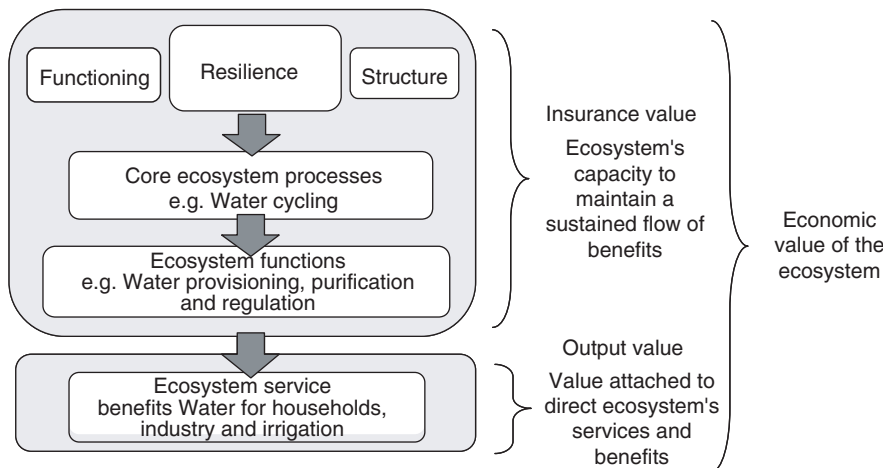 Functioning
Resilience
Structure
Core ecosystem processes
e.g. Water cycling
Ecosystem functions
e.g. Water provisioning, purification
and regulation
Ecosystem service
benefits Water for households,
industry and irrigation
Insurance value
Ecosystem's
capacity to
maintain a
sustained flow of
benefits
Output value
Value attached to
direct ecosystem's
services and
benefits
Economic
value of the
ecosystem